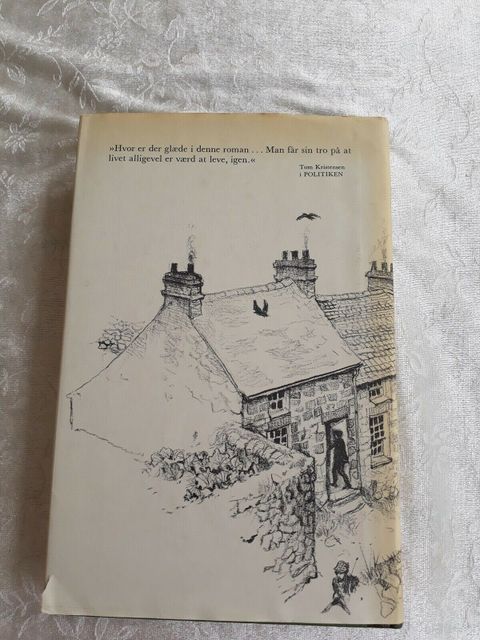 »Hvor er der glæde i denne roman ... Man får sin tro på at
livet alligevel er værd at leve, igen.«
Tom Kristensen
i POLITIKEN